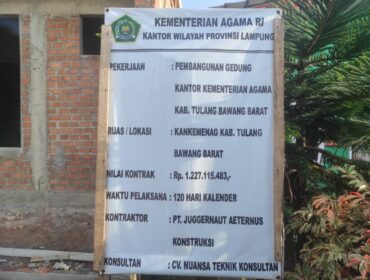 KEMENTERIAN AGAMA RI
KANTOR WILAYAH PROVINSI LAMPUNG
PEKERJAAN : PEMBANGUNAN GEDUNG
KANTOR KEMENTERIAN AGAMA
KAB. TULANG BAWANG BARAT
RUAS / LOKASI : KANKEMENAG KAB. TULANG
BAWANG BARAT
NILAI KONTRAK : Rp. 1.227.115.483,-
WAKTU PELAKSANA : 120 HARI KALENDER
KONTRAKTOR : PT. JUGGERNAUT AETERNUS
KONSTRUKSI
KONSULTAN : CV. NUANSA TEKNIK KONSULTAN